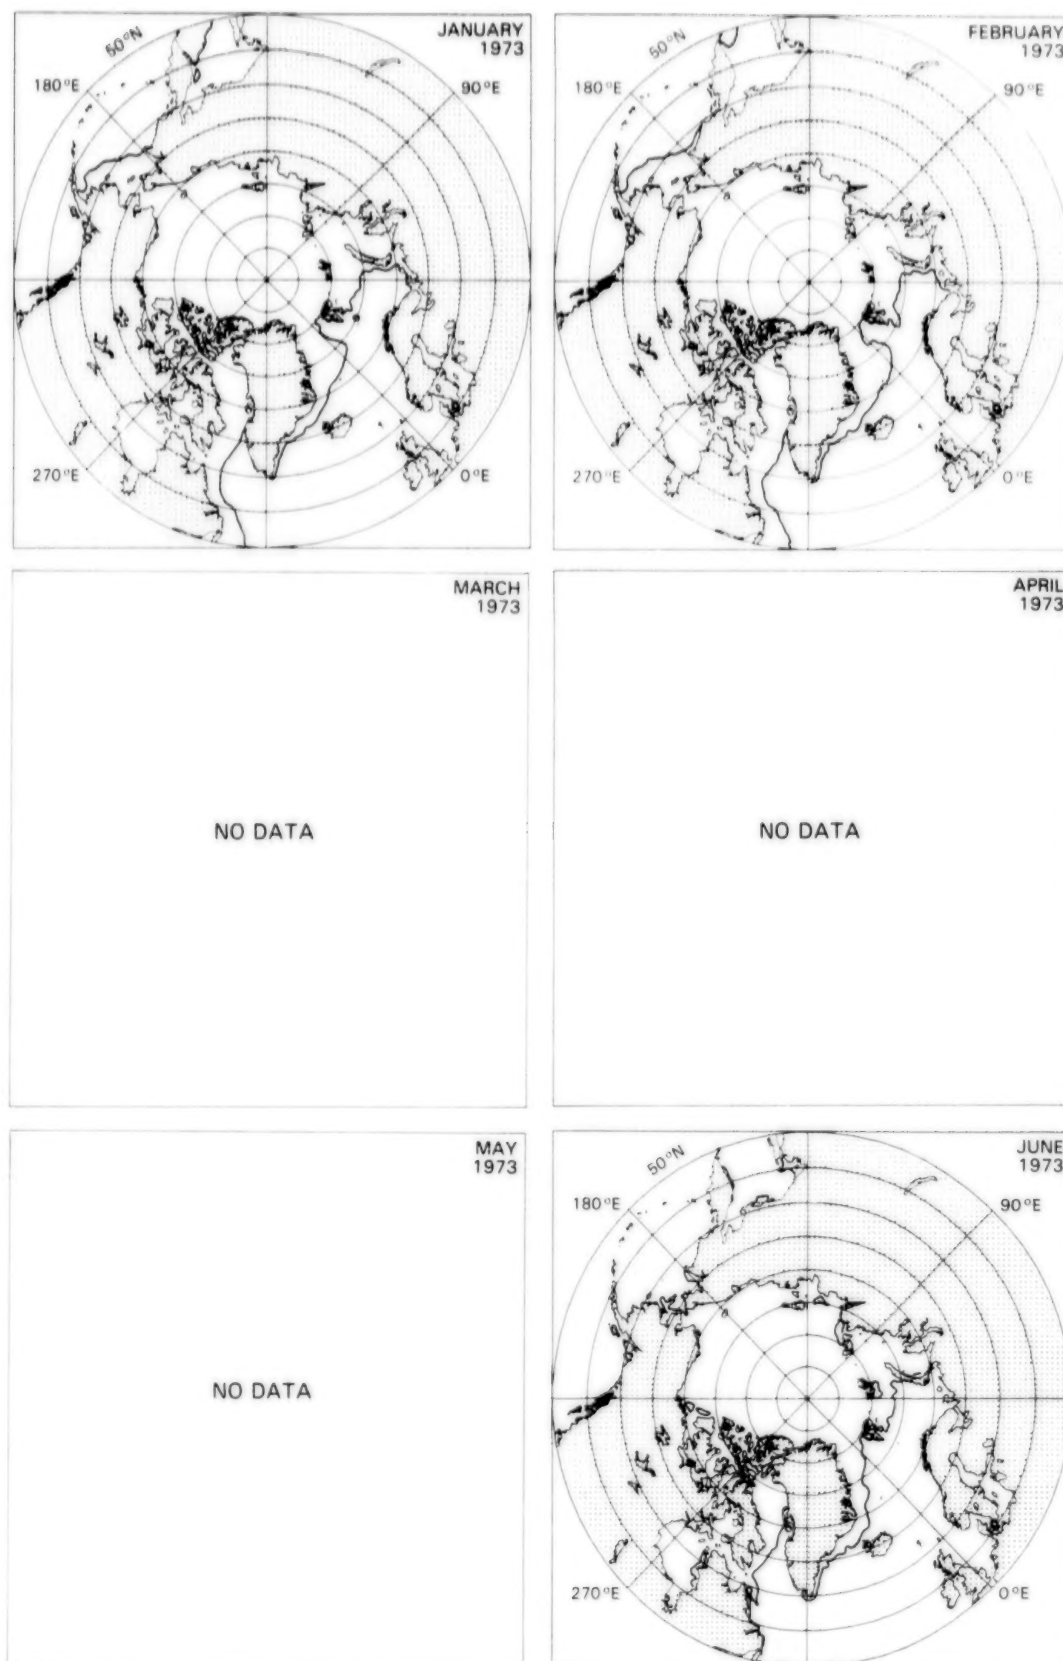 JANUARY
1973
50°N
180°E
90°E
270°E
0°E
FEBRUARY
1973
50°N
180°E
90°E
270°E
0°E
MARCH
1973
NO DATA
APRIL
1973
NO DATA
MAY
1973
NO DATA
JUNE
1973
50°N
180°E
90°E
270°E
0°E